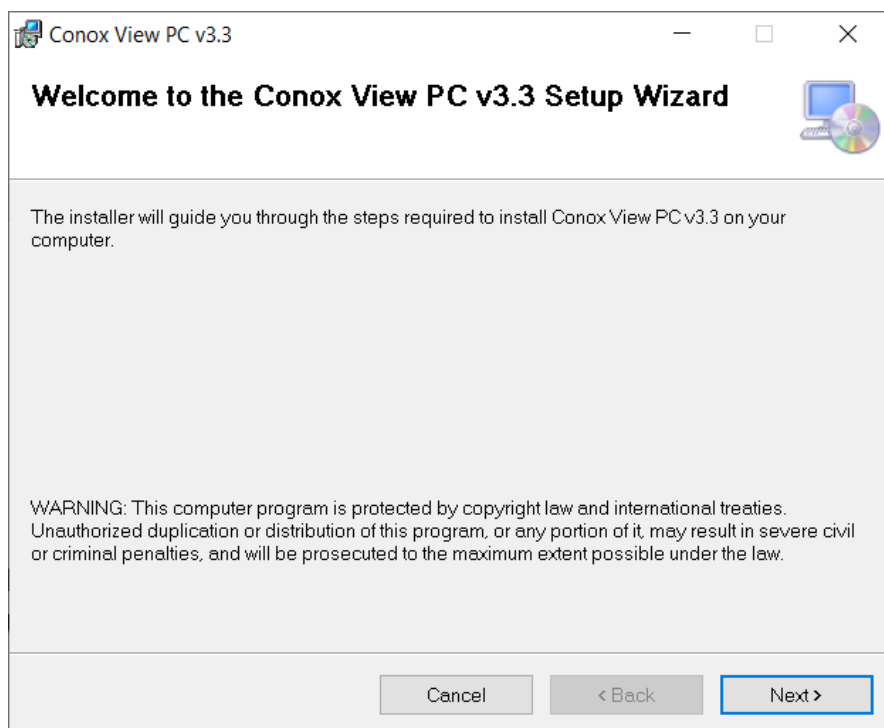 Conox View PC v3.3
Welcome to the Conox View PC v3.3 Setup Wizard
The installer will guide you through the steps required to install Conox View PC v3.3 on your
computer.
WARNING: This computer program is protected by copyright law and international treaties.
Unauthorized duplication or distribution of this program, or any portion of it, may result in severe civil
or criminal penalties, and will be prosecuted to the maximum extent possible under the law.
Cancel
< Back
Next >